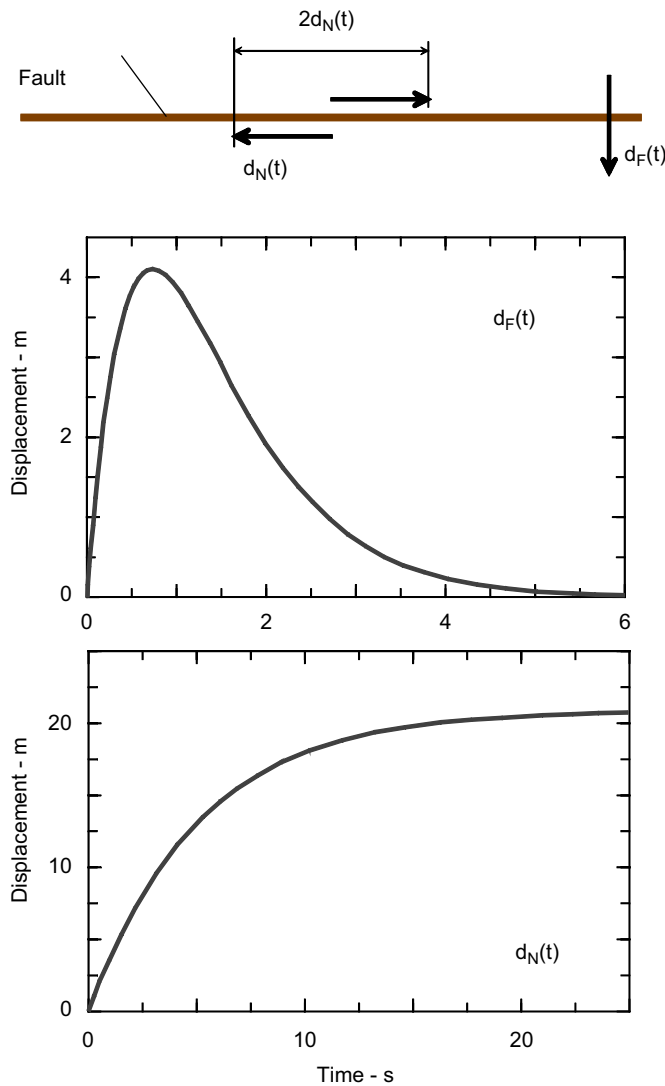 2d_N(t)
Fault
d_N(t)
d_F(t)
Displacement - m
4
2
0
d_F(t)
0 2 4 6
Displacement - m
20
10
0
d_N(t)
0 10 20
Time - s